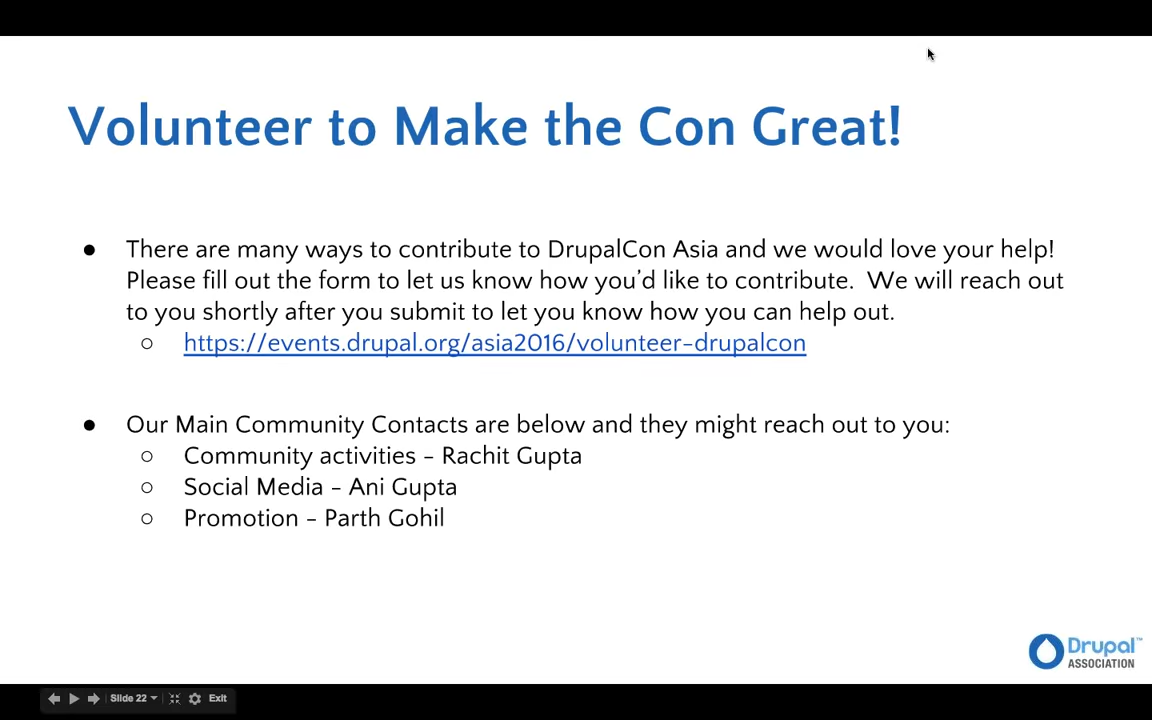 Volunteer to Make the Con Great!
● There are many ways to contribute to DrupalCon Asia and we would love your help!
Please fill out the form to let us know how you’d like to contribute.  We will reach out
to you shortly after you submit to let you know how you can help out.
○ https://events.drupal.org/asia2016/volunteer-drupalcon
● Our Main Community Contacts are below and they might reach out to you:
○ Community activities - Rachit Gupta
○ Social Media - Ani Gupta
○ Promotion - Parth Gohil
Drupal™
ASSOCIATION
Slide 22 Exit